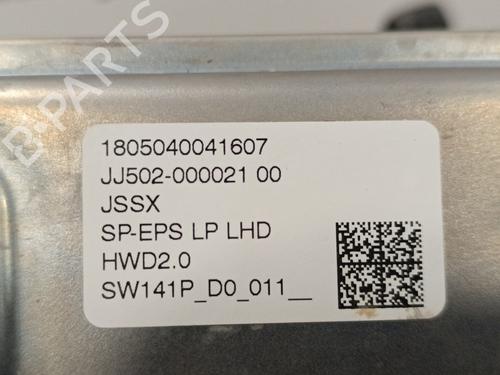 B-PARTS
1805040041607
JJ502-000021 00
JSSX
SP-EPS LP LHD
HWD2.0
SW141P_D0_011__